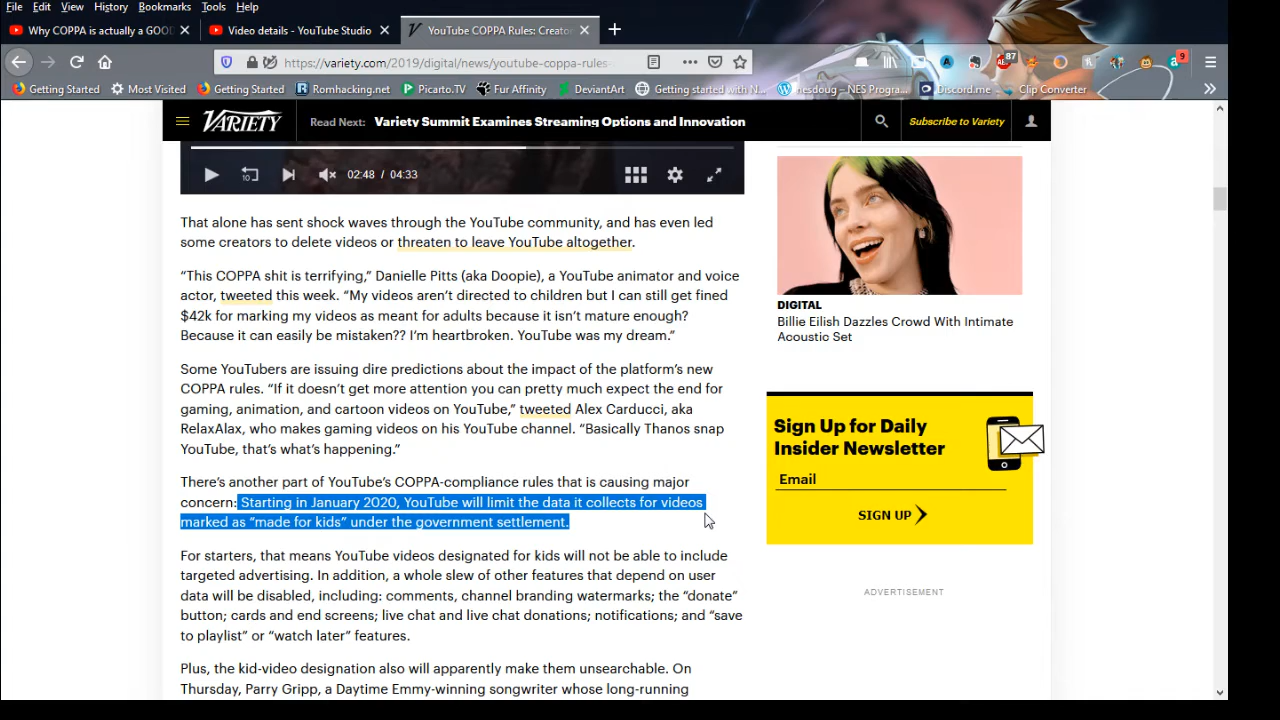 File Edit View History Bookmarks Tools Help
Why COPPA is actually a GOOD
Video details - YouTube Studio
YouTube COPPA Rules: Creato
https://variety.com/2019/digital/news/youtube-coppa-rules-
87
9
Getting Started Most Visited Getting Started Romhacking.net Picarto.TV Fur Affinity DeviantArt Getting started with N... nesdoug — NES Progra... Discord.me Clip Converter
VARIETY Read Next: Variety Summit Examines Streaming Options and Innovation Subscribe to Variety
10 02:48 / 04:33
That alone has sent shock waves through the YouTube community, and has even led
some creators to delete videos or threaten to leave YouTube altogether.
“This COPPA shit is terrifying,” Danielle Pitts (aka Doopie), a YouTube animator and voice
actor, tweeted this week. “My videos aren’t directed to children but I can still get fined
$42k for marking my videos as meant for adults because it isn’t mature enough?
Because it can easily be mistaken?? I’m heartbroken. YouTube was my dream.”
Some YouTubers are issuing dire predictions about the impact of the platform’s new
COPPA rules. “If it doesn’t get more attention you can pretty much expect the end for
gaming, animation, and cartoon videos on YouTube,” tweeted Alex Carducci, aka
RelaxAlax, who makes gaming videos on his YouTube channel. “Basically Thanos snap
YouTube, that’s what’s happening.”
There’s another part of YouTube’s COPPA-compliance rules that is causing major
concern: Starting in January 2020, YouTube will limit the data it collects for videos
marked as “made for kids” under the government settlement.
For starters, that means YouTube videos designated for kids will not be able to include
targeted advertising. In addition, a whole slew of other features that depend on user
data will be disabled, including: comments, channel branding watermarks; the “donate”
button; cards and end screens; live chat and live chat donations; notifications; and “save
to playlist” or “watch later” features.
Plus, the kid-video designation also will apparently make them unsearchable. On
Thursday, Parry Gripp, a Daytime Emmy-winning songwriter whose long-running
DIGITAL
Billie Eilish Dazzles Crowd With Intimate
Acoustic Set
Sign Up for Daily
Insider Newsletter
Email
SIGN UP
ADVERTISEMENT